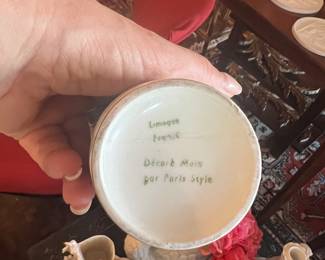 Limoges
France
Décoré Main
par Paris Style